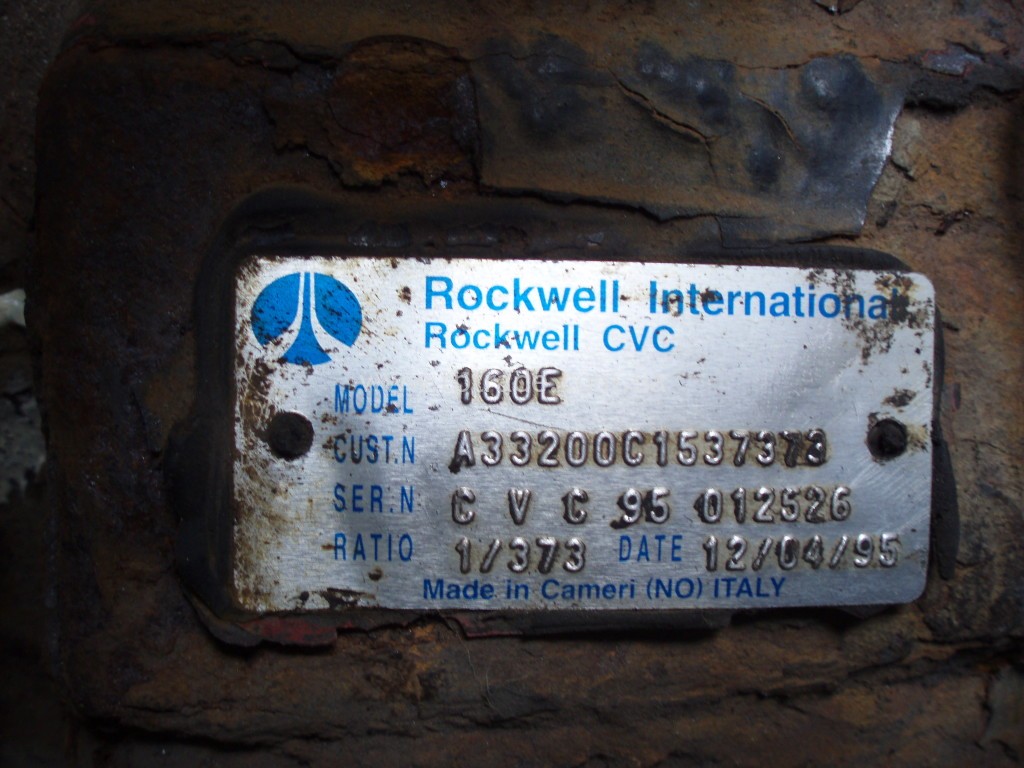 Rockwell International
Rockwell CVC
MODEL 160E
CUST.N A33200C1537373
SER.N C V C 95 012526
RATIO 1/373 DATE 12/04/95
Made in Cameri (NO) ITALY